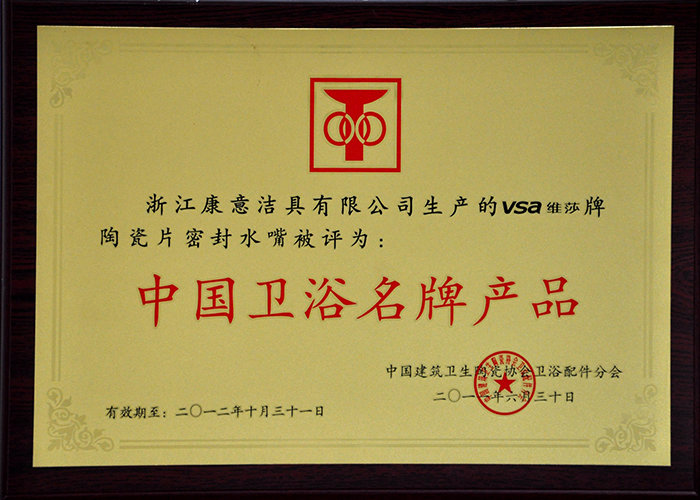 浙江康意洁具有限公司生产的vsa维莎牌
陶瓷片密封水嘴被评为：
中国卫浴名牌产品
中国建筑卫生陶瓷协会卫浴配件分会
二〇一 年六月三十日
有效期至：二〇一二年十月三十一日